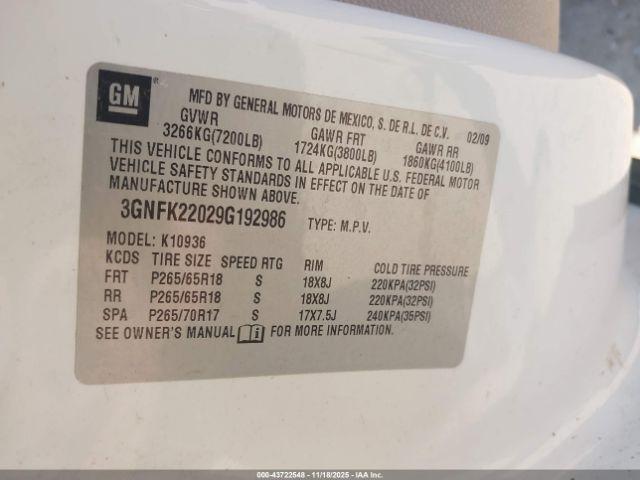 GM
MFD BY GENERAL MOTORS DE MEXICO, S. DE R.L. DE C.V. 02/09
GVWR GAWR FRT GAWR RR
3266KG(7200LB) 1724KG(3800LB) 1860KG(4100LB)
THIS VEHICLE CONFORMS TO ALL APPLICABLE U.S. FEDERAL MOTOR
VEHICLE SAFETY STANDARDS IN EFFECT ON THE DATE OF
MANUFACTURE SHOWN ABOVE.
3GNFK22029G192986 TYPE: M.P.V.
MODEL: K10936
KCDS TIRE SIZE SPEED RTG RIM COLD TIRE PRESSURE
FRT P265/65R18 S 18X8J 220KPA(32PSI)
RR P265/65R18 S 18X8J 220KPA(32PSI)
SPA P265/70R17 S 17X7.5J 240KPA(35PSI)
SEE OWNER'S MANUAL FOR MORE INFORMATION.
000-43722548 - 11/18/2025 - IAA Inc.